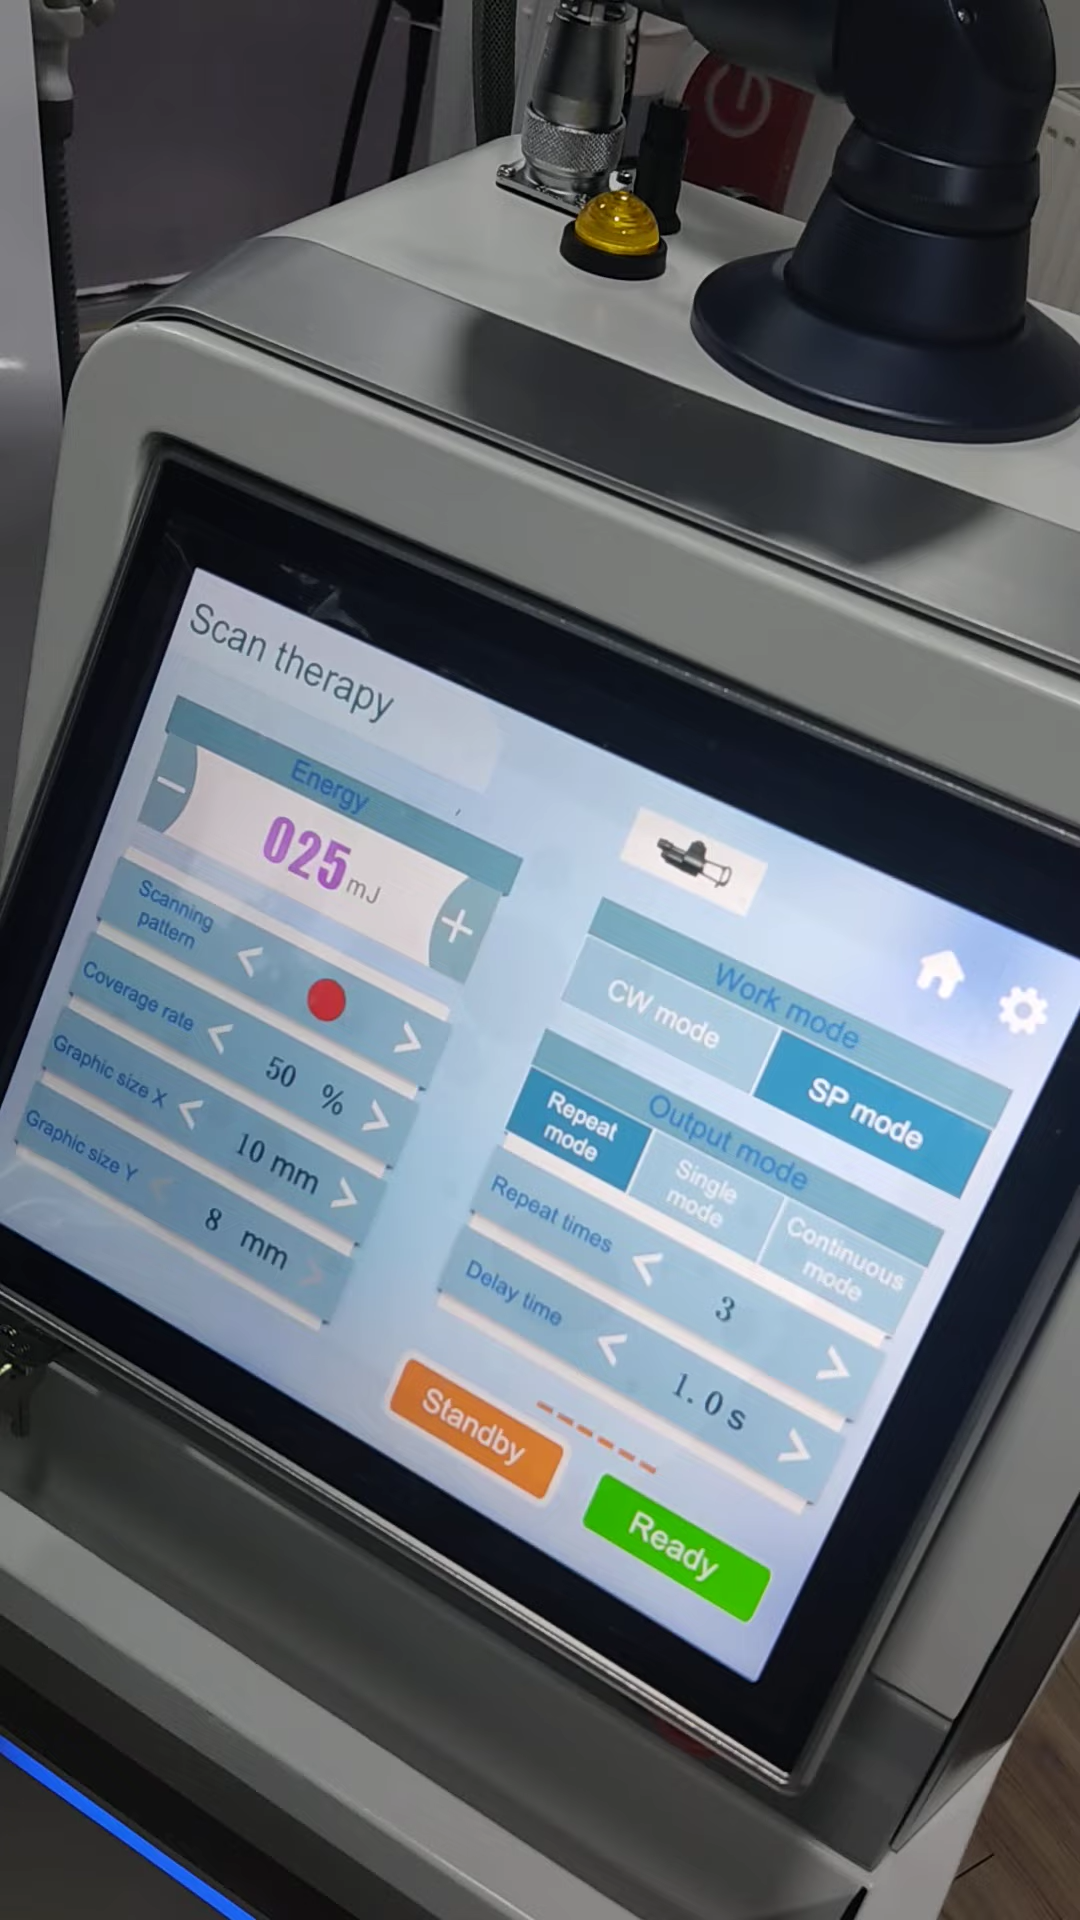 Scan therapy
Energy
025 mJ
Scanning
pattern
Coverage rate
50 %
Graphic size X
10 mm
Graphic size Y
8 mm
Work mode
CW mode
SP mode
Output mode
Repeat
mode
Single
mode
Continuous
mode
Repeat times
3
Delay time
1.0 s
Standby
Ready